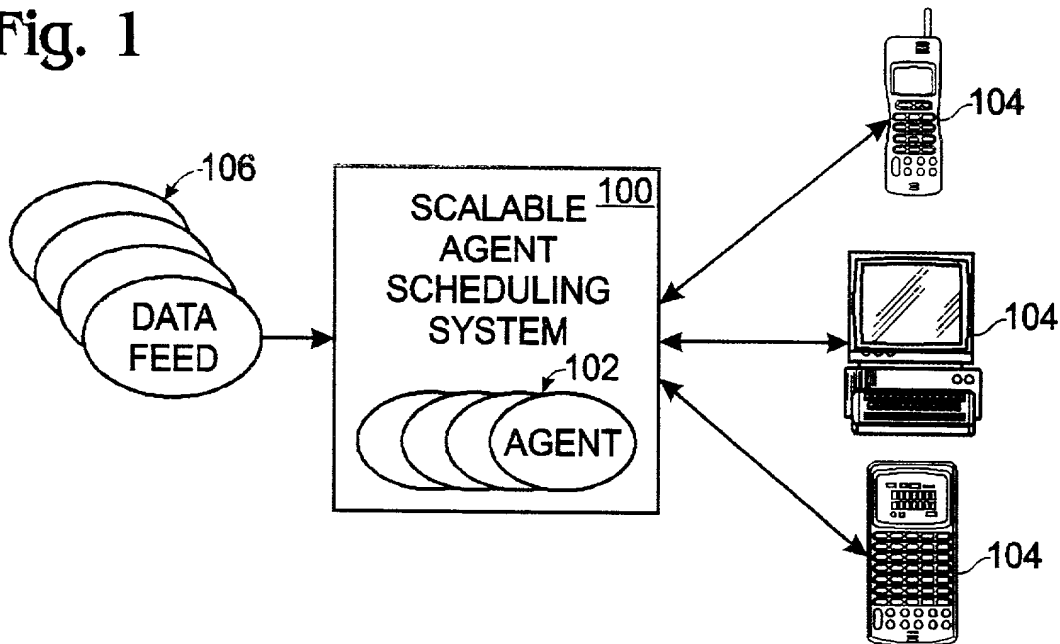 Fig. 1
106
DATA
FEED
100
SCALABLE
AGENT
SCHEDULING
SYSTEM
102
AGENT
104
104
104